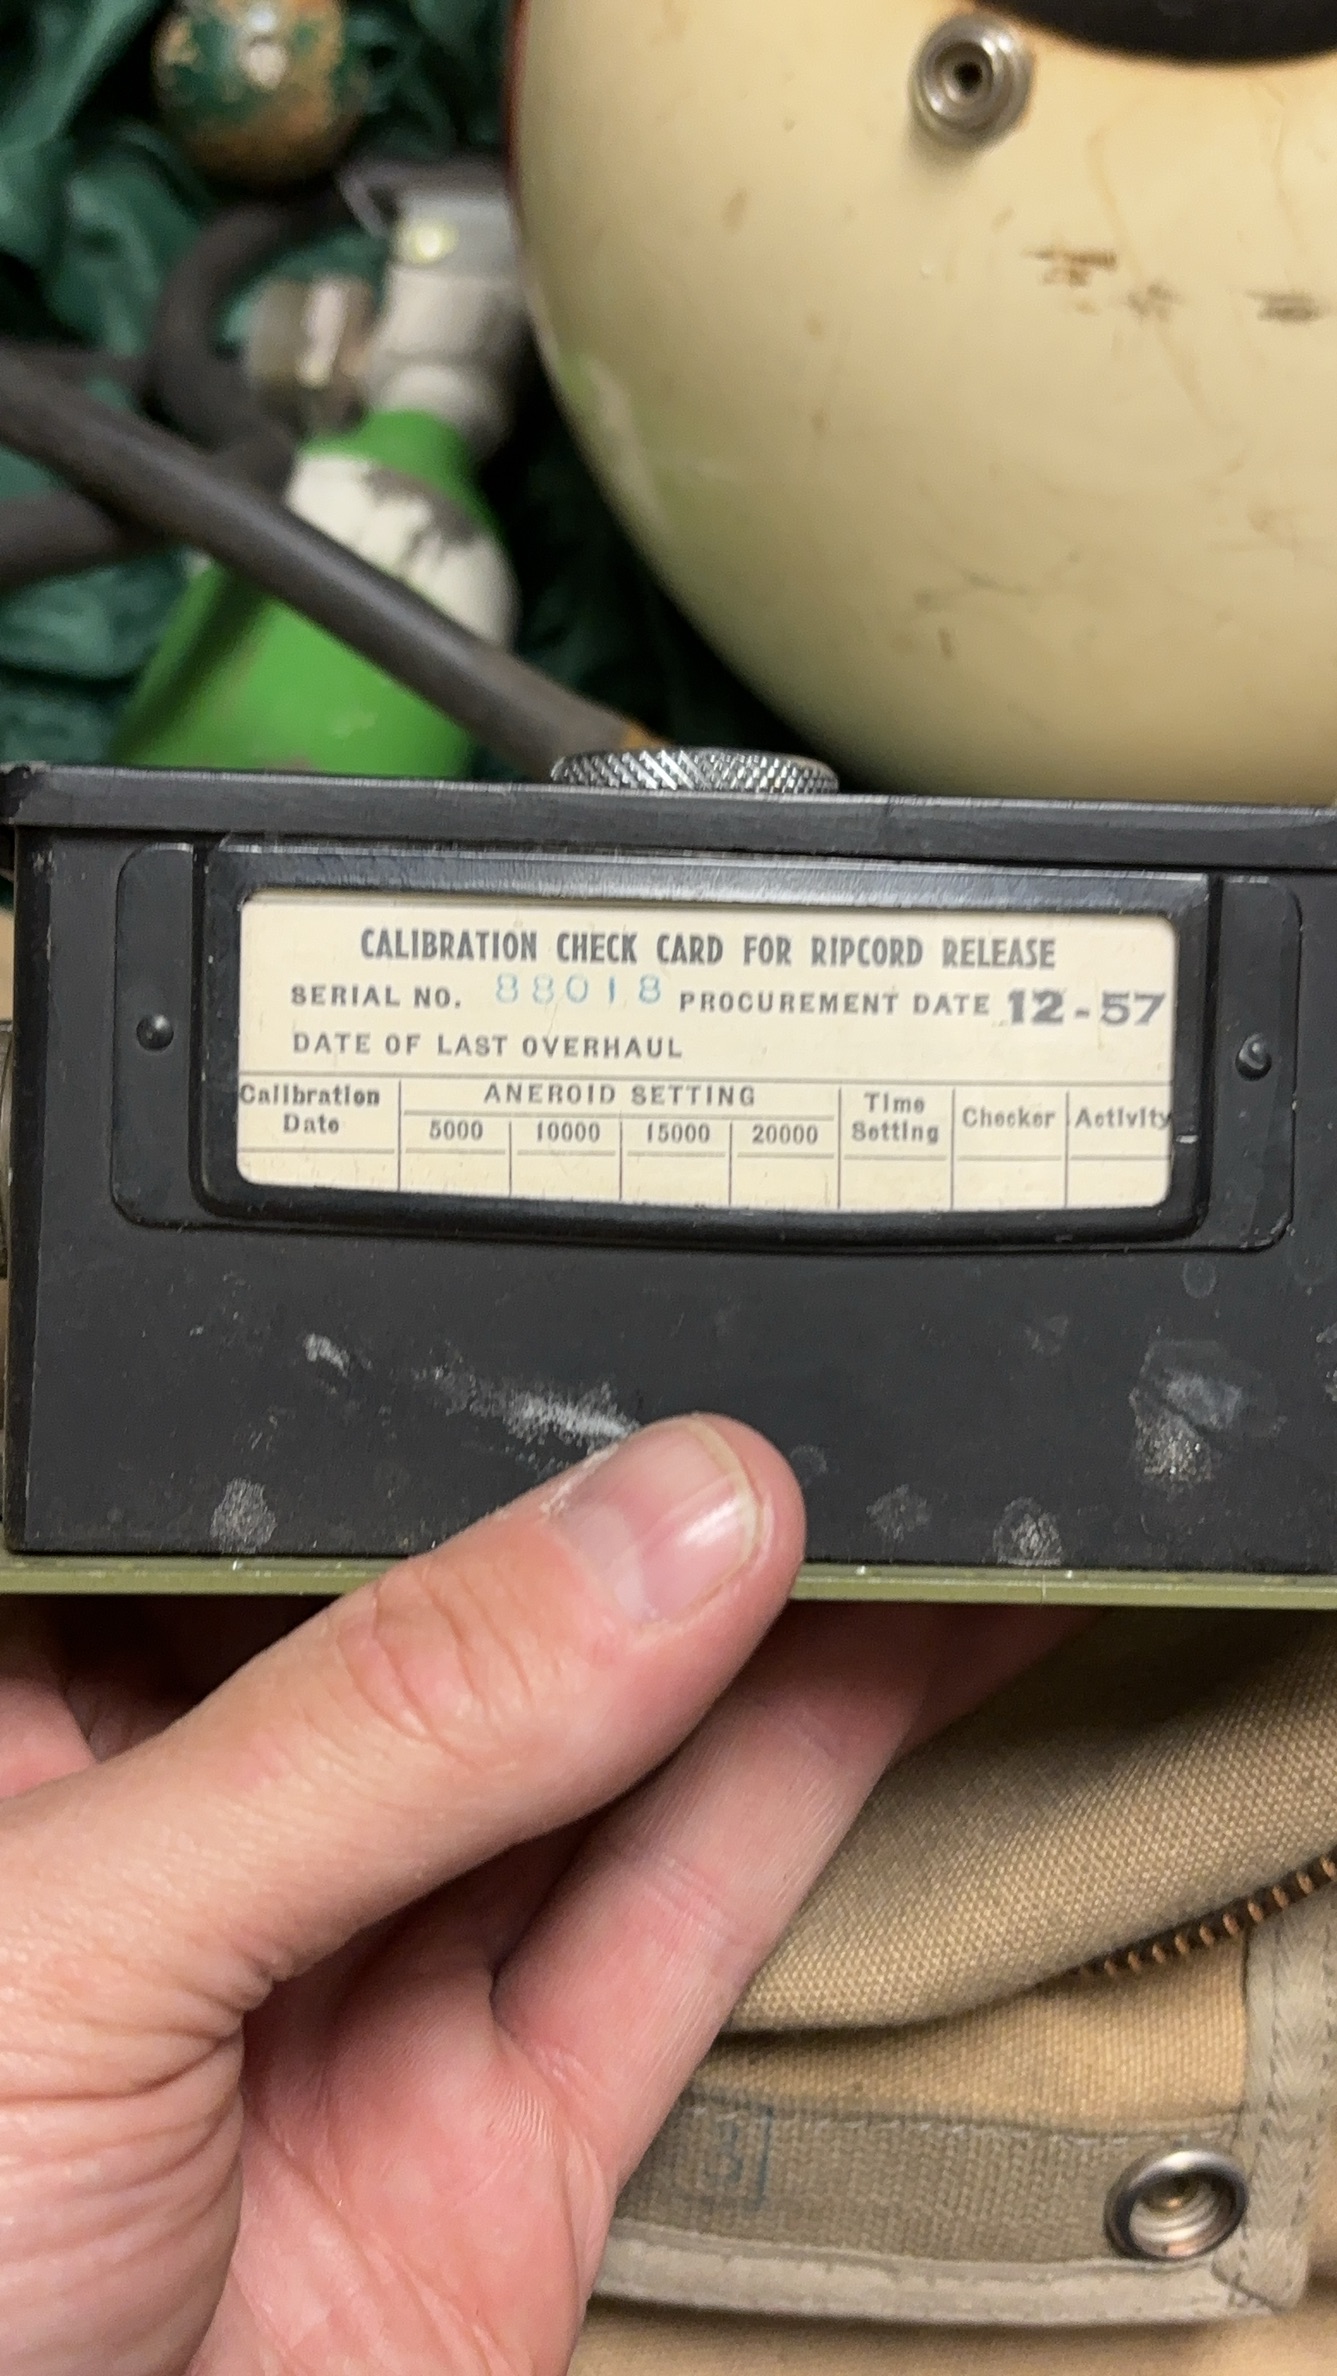 CALIBRATION CHECK CARD FOR RIPCORD RELEASE
SERIAL NO. 88018 PROCUREMENT DATE 12-57
DATE OF LAST OVERHAUL
Calibration Date ANEROID SETTING Time Setting Checker Activity
5000 10000 15000 20000